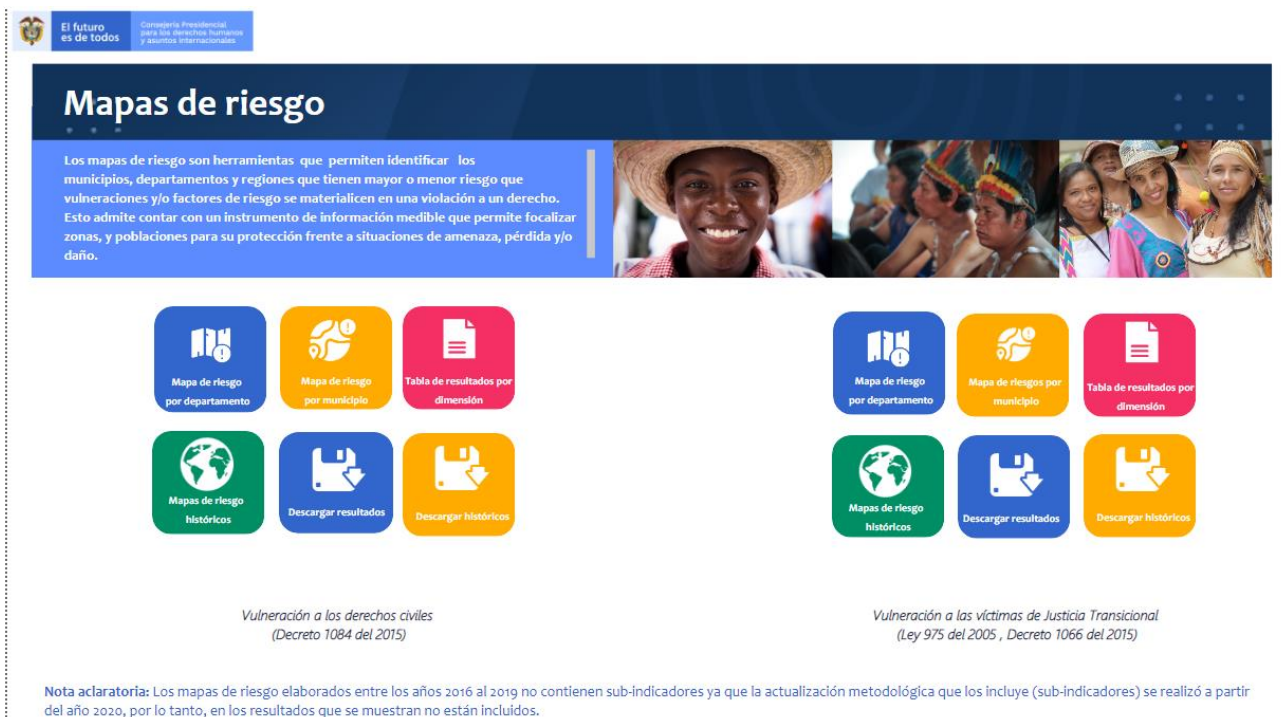 El futuro
es de todos
Consejería Presidencial
para los derechos humanos
y asuntos internacionales
Mapas de riesgo
Los mapas de riesgo son herramientas que permiten identificar los
municipios, departamentos y regiones que tienen mayor o menor riesgo que
vulneraciones y/o factores de riesgo se materialicen en una violación a un derecho.
Esto admite contar con un instrumento de información medible que permite focalizar
zonas, y poblaciones para su protección frente a situaciones de amenaza, pérdida y/o
daño.
Mapa de riesgo
por departamento
Mapa de riesgo
por municipio
Tabla de resultados por
dimensión
Mapas de riesgo
históricos
Descargar resultados
Descargar históricos
Vulneración a los derechos civiles
(Decreto 1084 del 2015)
Mapa de riesgo
por departamento
Mapa de riesgos por
municipio
Tabla de resultados por
dimensión
Mapas de riesgo
históricos
Descargar resultados
Descargar históricos
Vulneración a las víctimas de Justicia Transicional
(Ley 975 del 2005 , Decreto 1066 del 2015)
Nota aclaratoria: Los mapas de riesgo elaborados entre los años 2016 al 2019 no contienen sub-indicadores ya que la actualización metodológica que los incluye (sub-indicadores) se realizó a partir
del año 2020, por lo tanto, en los resultados que se muestran no están incluidos.